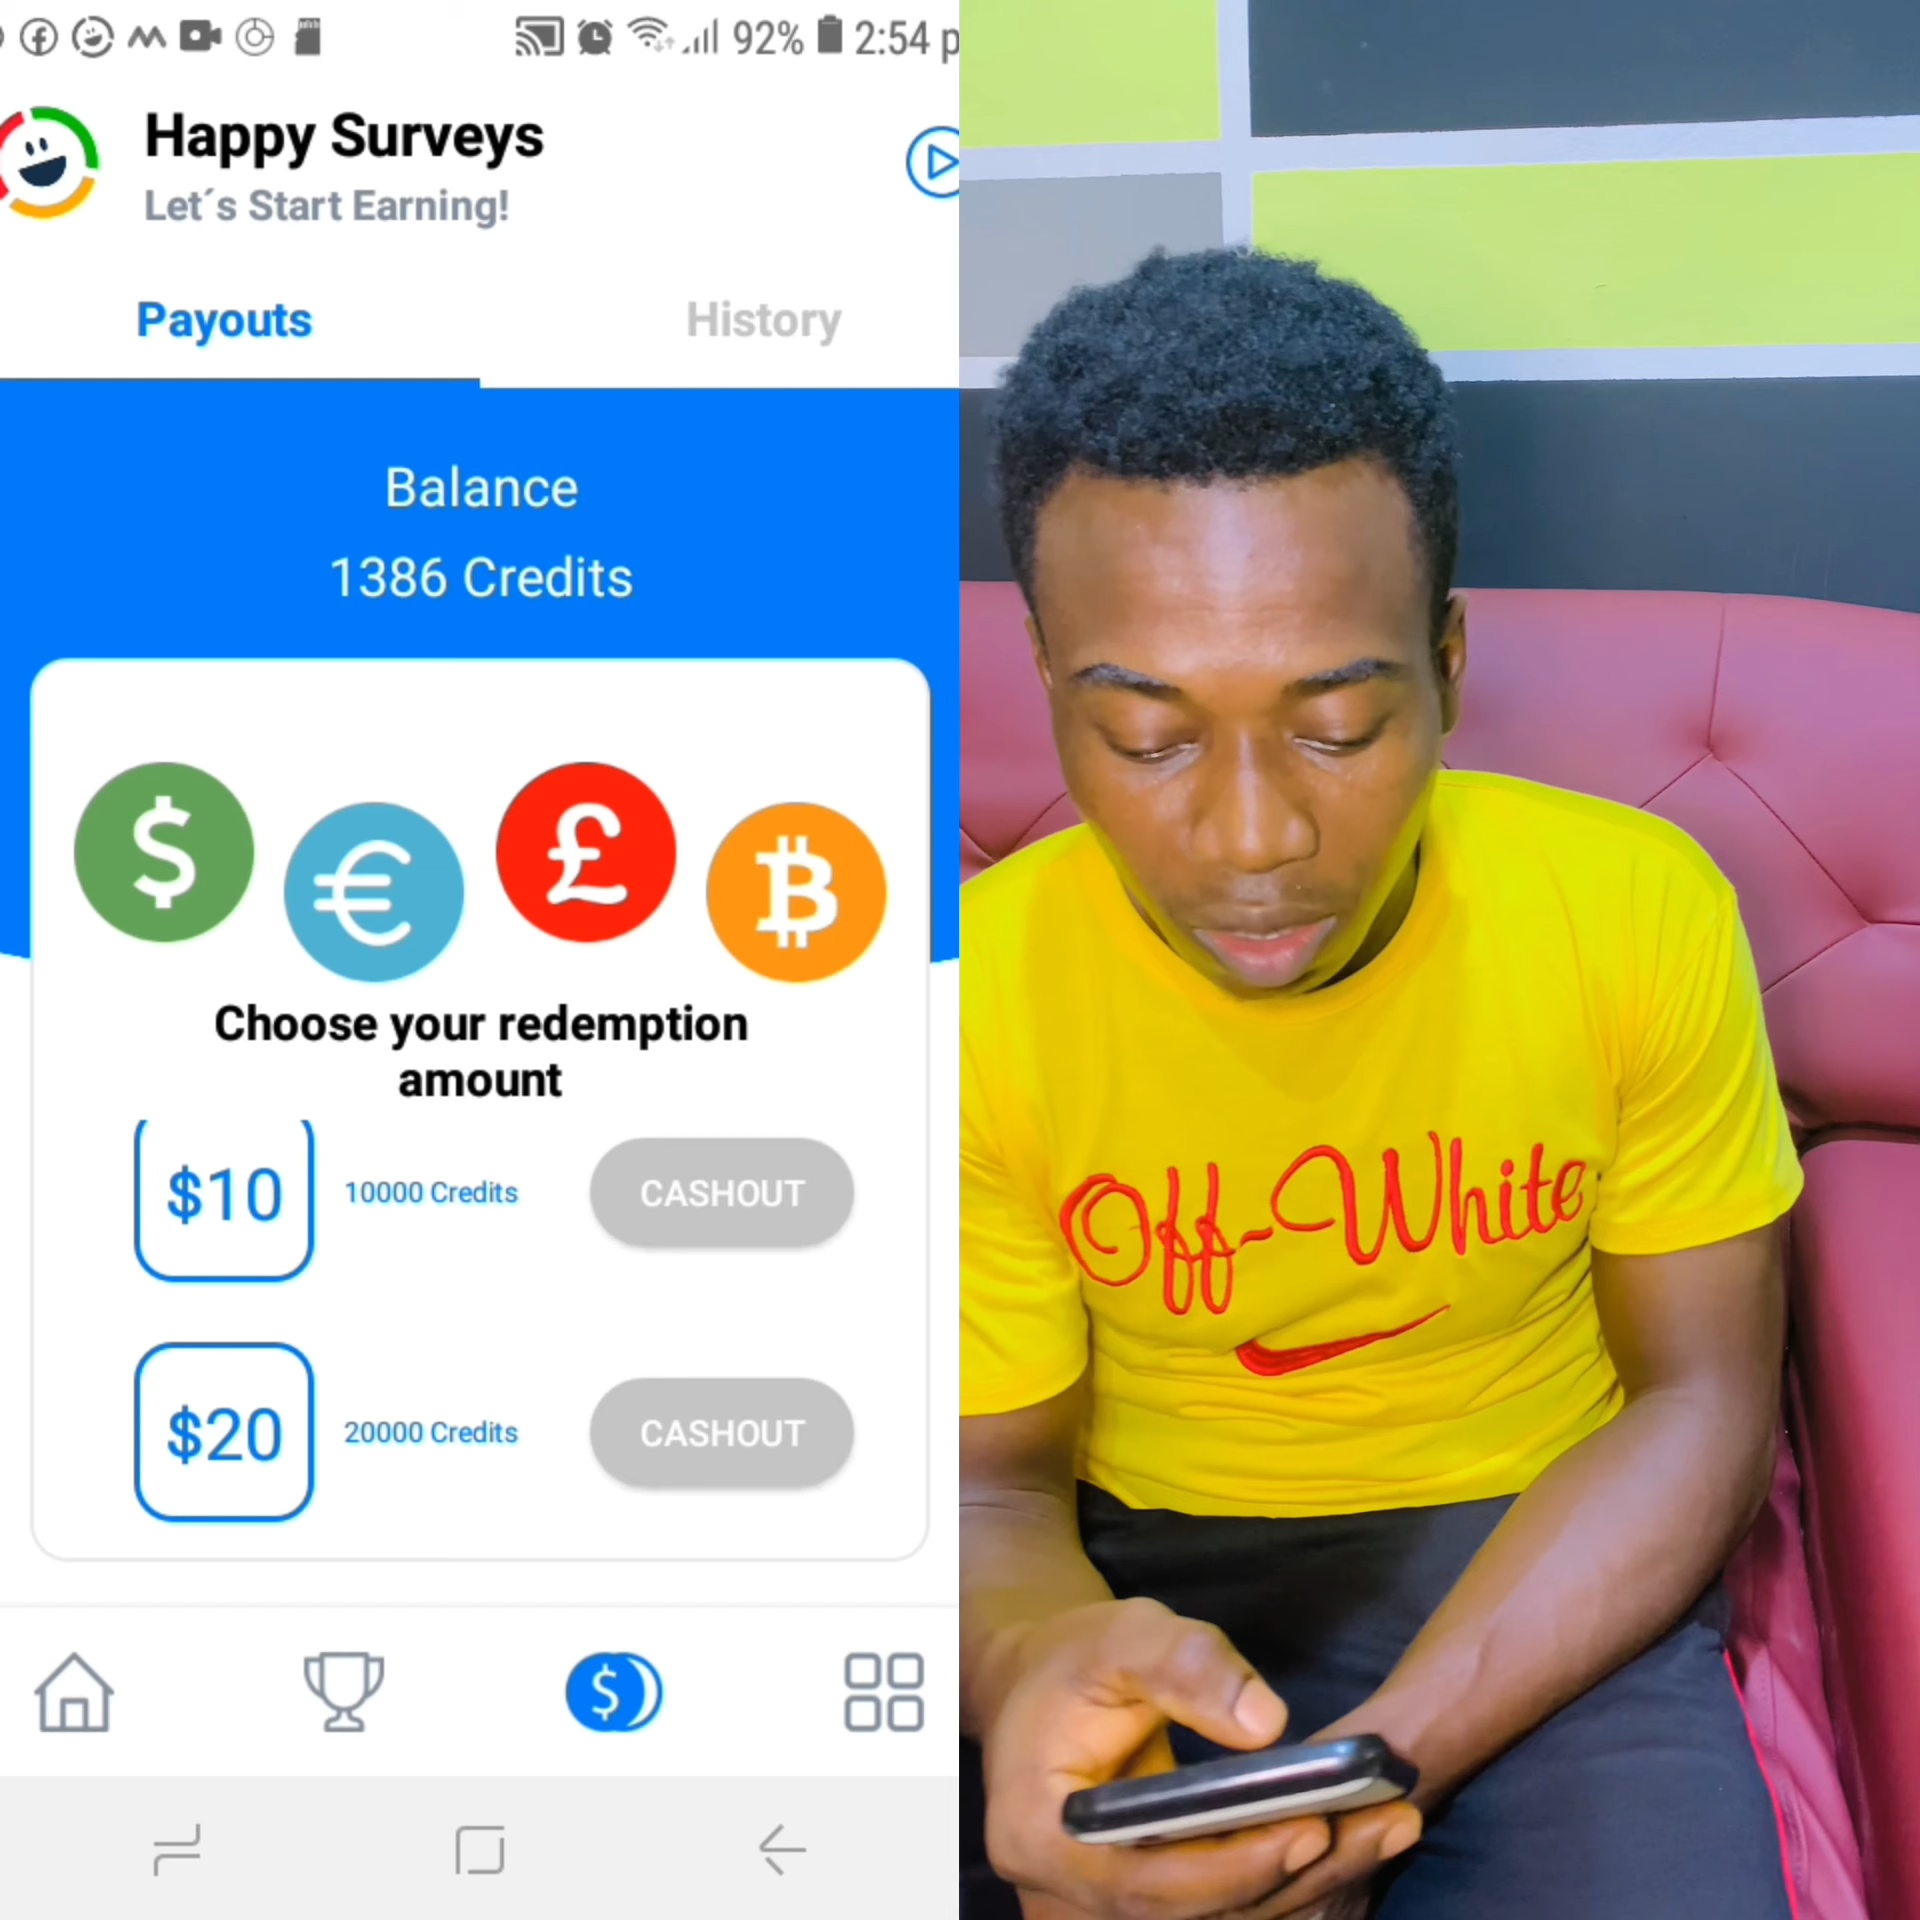 92% 2:54 p
Happy Surveys
Let´s Start Earning!
Payouts
History
Balance
1386 Credits
$
€
£
₿
Choose your redemption
amount
$10
10000 Credits
CASHOUT
$20
20000 Credits
CASHOUT
$
Off-White